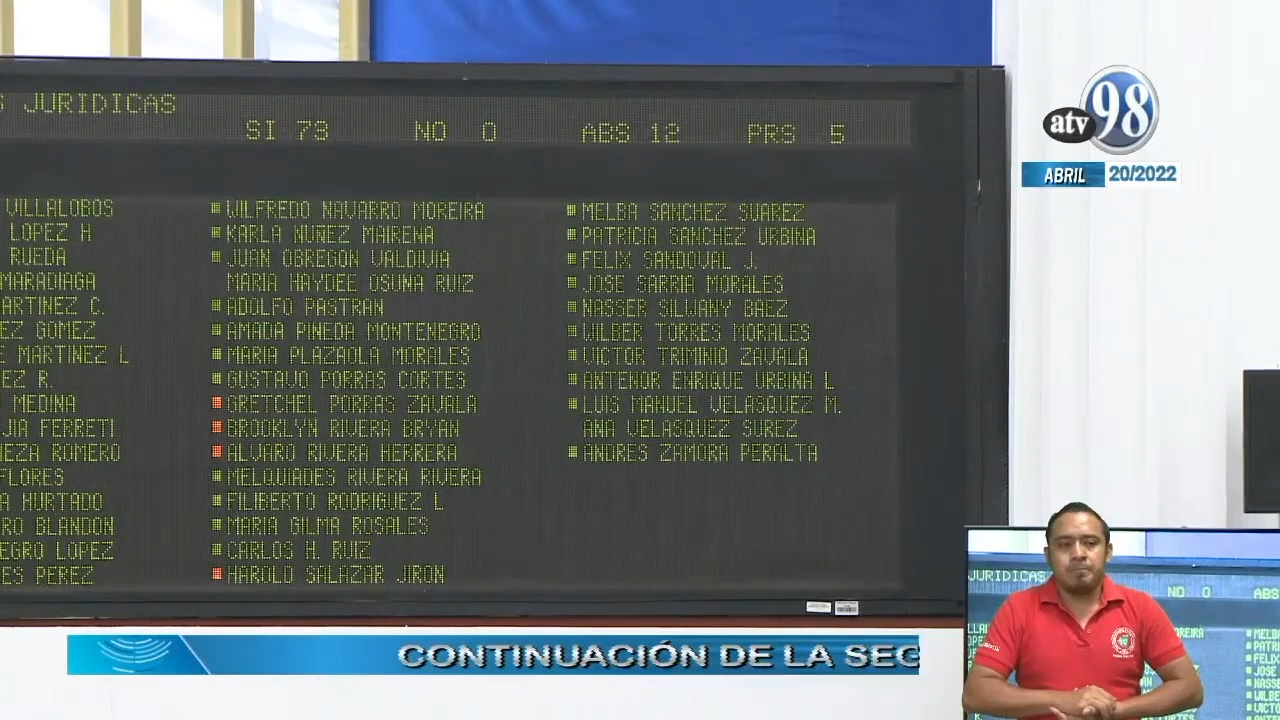 S JURIDICAS
SI 73 NO 0 ABS 12 PRS 5
VILLALOBOS
LOPEZ H
RUEDA
MARADIAGA
ARTINEZ C.
EZ GOMEZ
E MARTINEZ L
EZ R.
MEDINA
JIA FERRETI
IEZA ROMERO
FLORES
A HURTADO
RO BLANDON
EGRO LOPEZ
ES PEREZ
WILFREDO NAVARRO MOREIRA
KARLA NUÑEZ MAIRENA
JUAN OBREGON VALDIVIA
MARIA HAYDEE OSUNA RUIZ
ADOLFO PASTRAN
AMADA PINEDA MONTENEGRO
MARIA PLAZAOLA MORALES
GUSTAVO PORRAS CORTES
GRETCHEL PORRAS ZAVALA
BROOKLYN RIVERA BRYAN
ALVARO RIVERA HERRERA
MELQUIADES RIVERA RIVERA
FILIBERTO RODRIGUEZ L
MARIA GILMA ROSALES
CARLOS H. RUIZ
HAROLD SALAZAR JIRON
MELBA SANCHEZ SUAREZ
PATRICIA SANCHEZ URBINA
FELIX SANDOVAL J.
JOSE SARRIA MORALES
NASSER SILWANY BAEZ
WILBER TORRES MORALES
VICTOR TRIMINIO ZAVALA
ANTENOR ENRIQUE URBINA L
LUIS MANUEL VELASQUEZ M.
ANA VELASQUEZ SUREZ
ANDRES ZAMORA PERALTA
atv 98
ABRIL 20/2022
CONTINUACIÓN DE LA SEG
JURIDICAS
NO 0 ABS